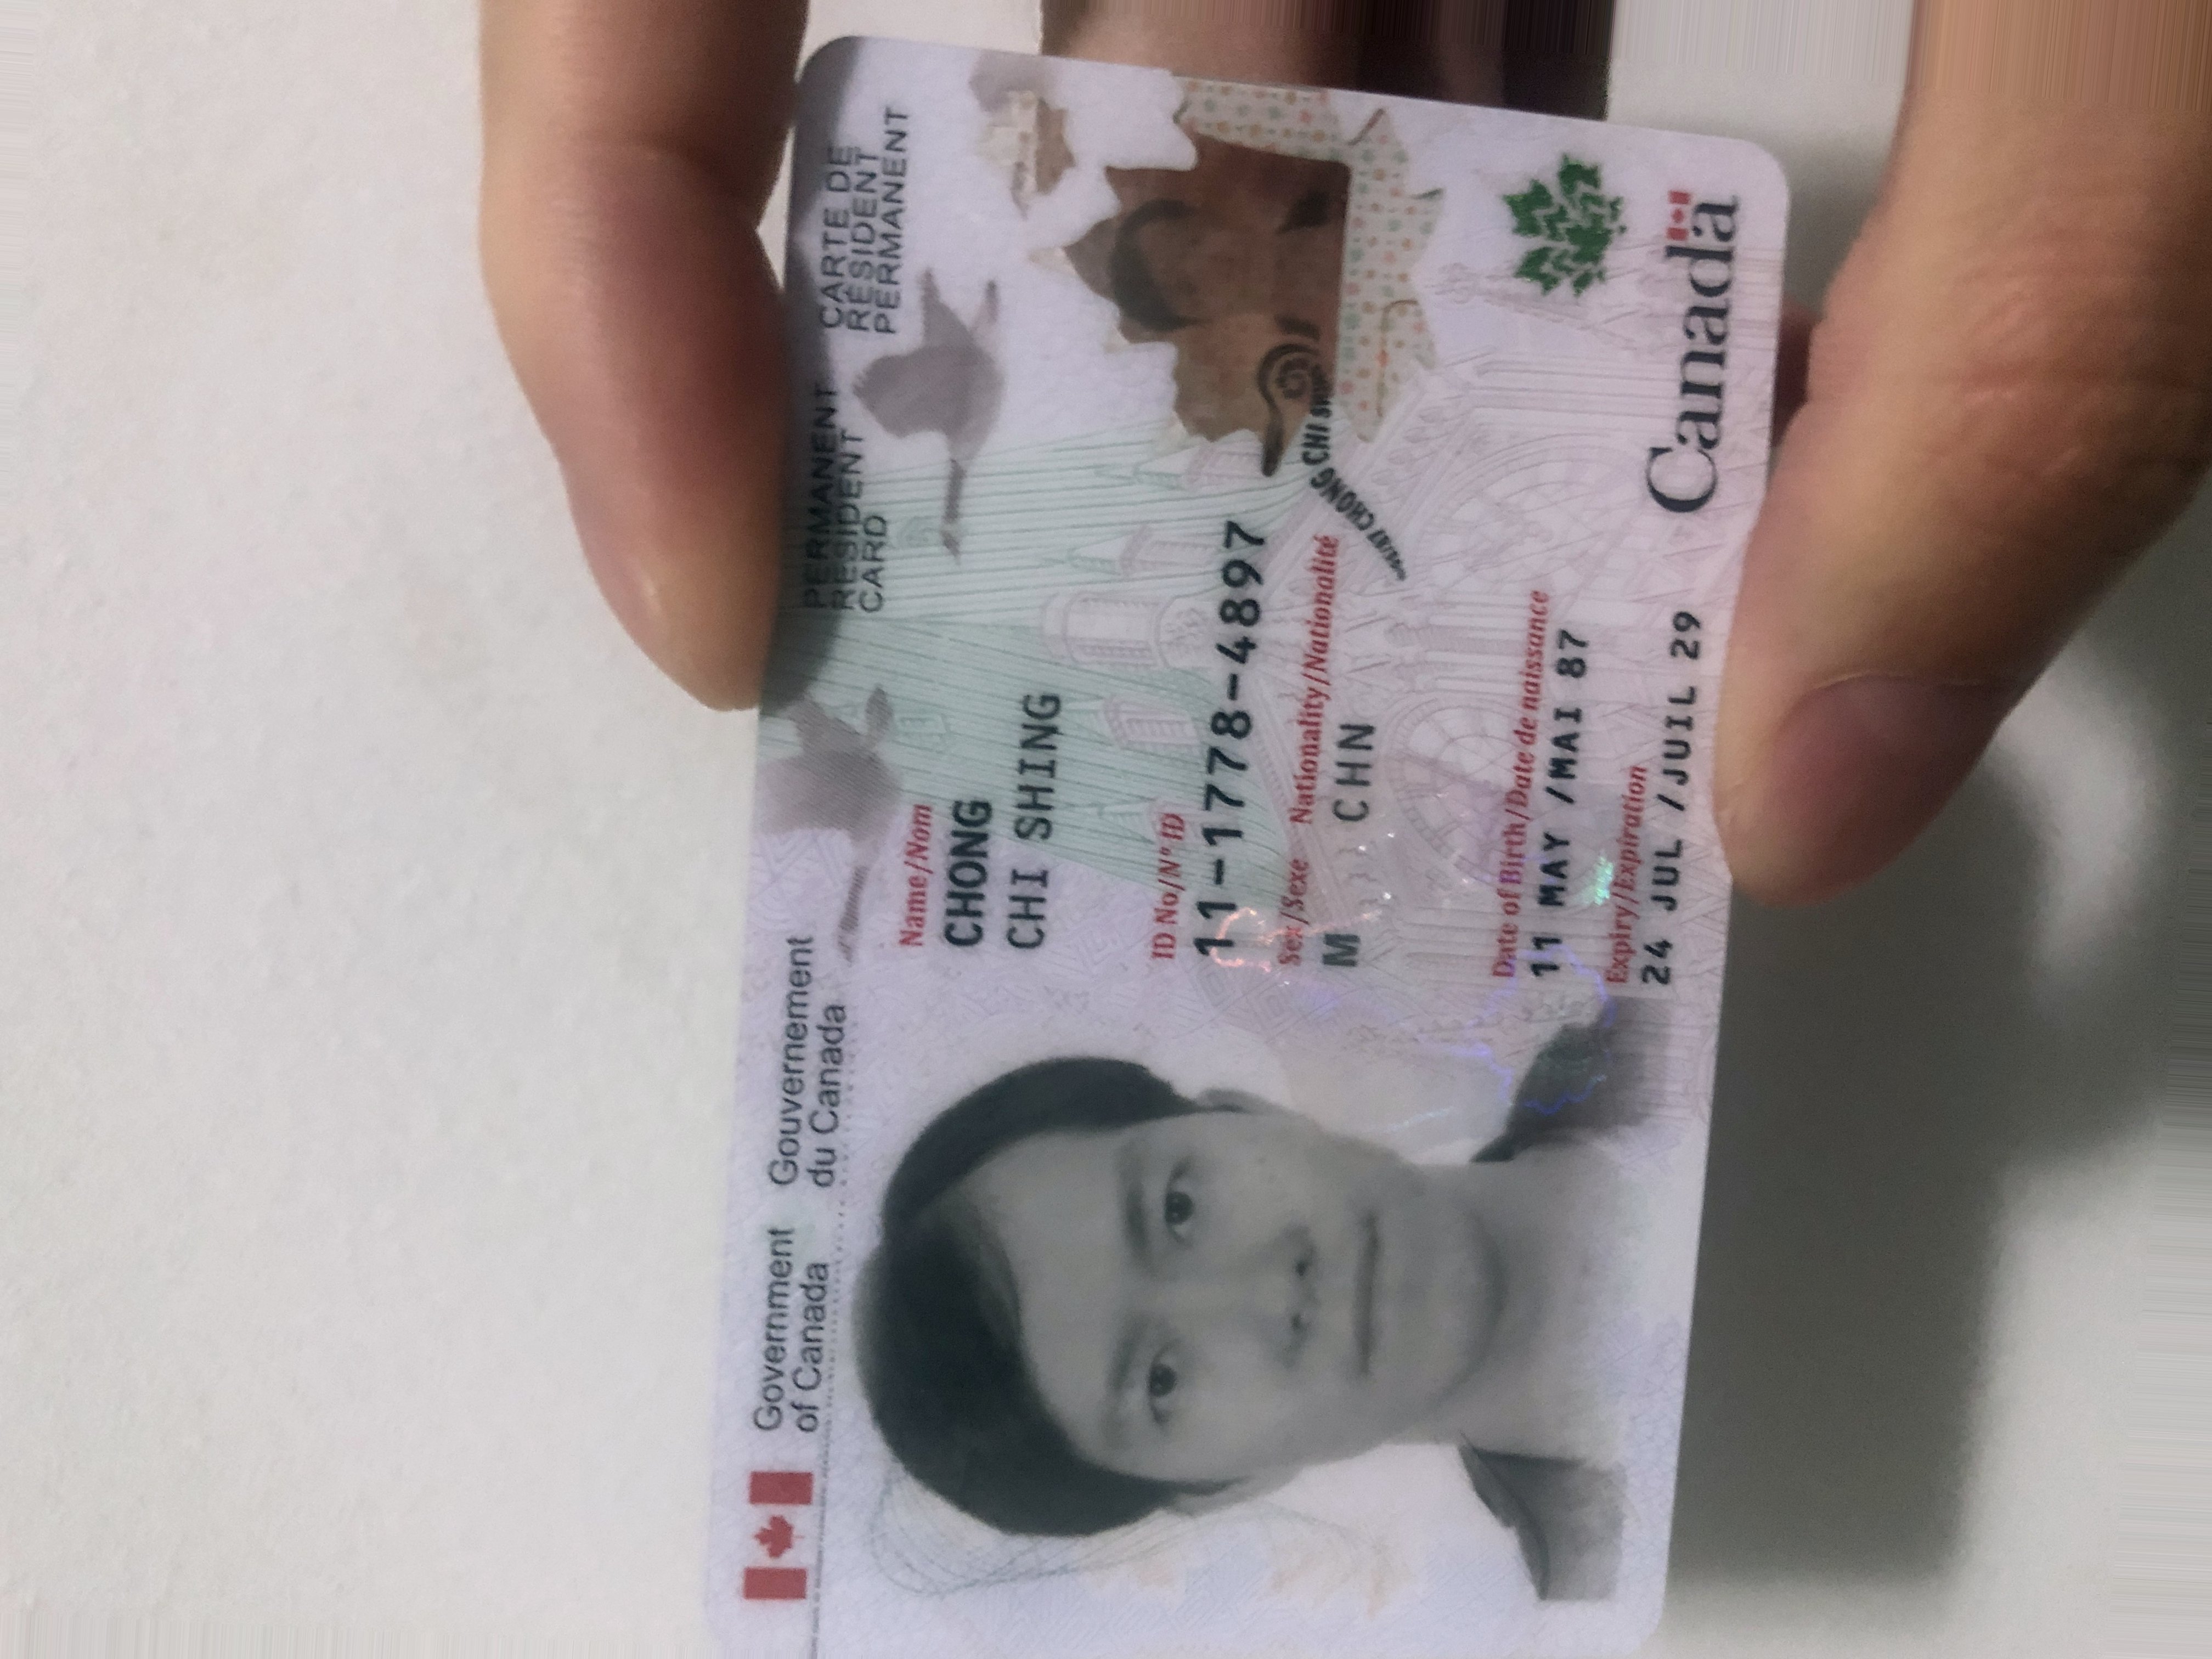 Government of Canada
Gouvernement du Canada
PERMANENT RESIDENT CARD
CARTE DE RÉSIDENT PERMANENT
Name/Nom
CHONG
CHI SHING
ID No/N° ID
11-1778-4897
Sex/Sexe Nationality/Nationalité
M CHN
Date of Birth/Date de naissance
11 MAY /MAI 87
Expiry/Expiration
24 JUL /JUIL 29
CHONG CHI
CHONG
Canada